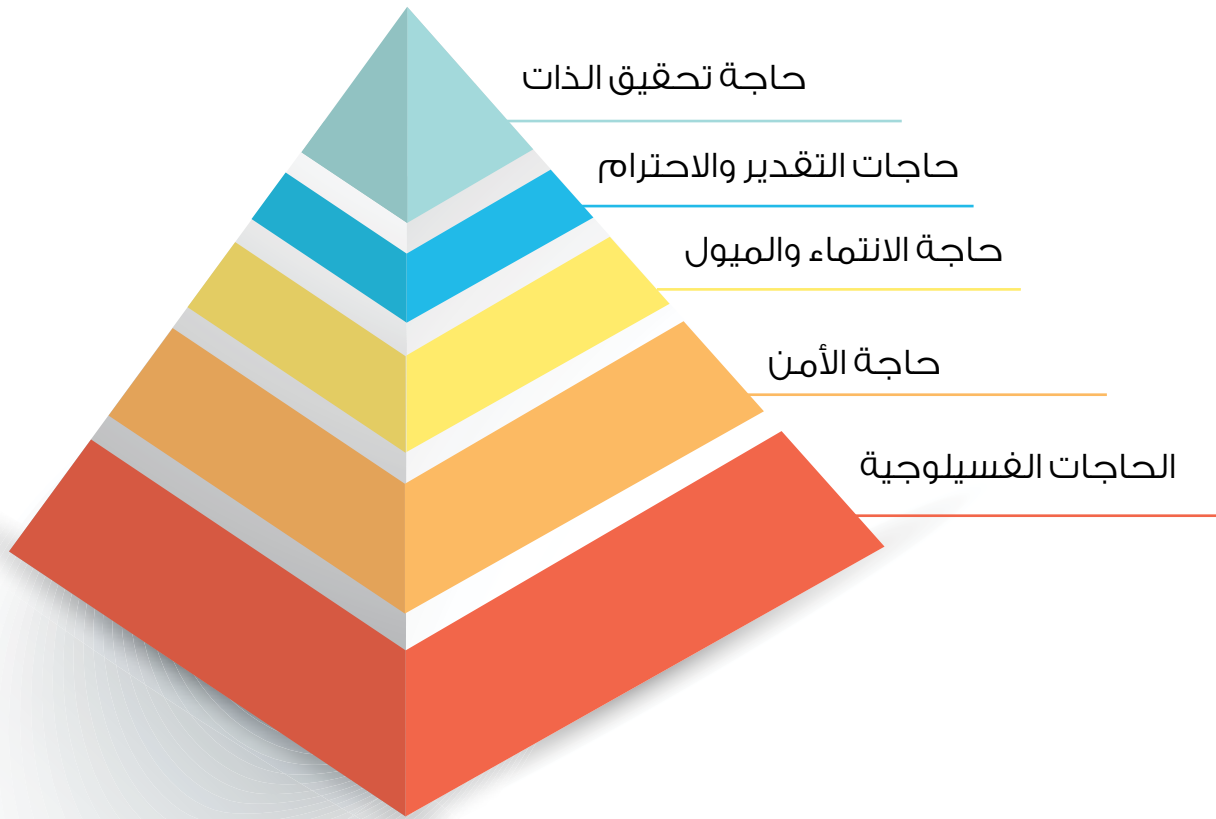 حاجة تحقيق الذات
حاجات التقدير والاحترام
حاجة الانتماء والميول
حاجة الأمن
الحاجات الفسيلوجية